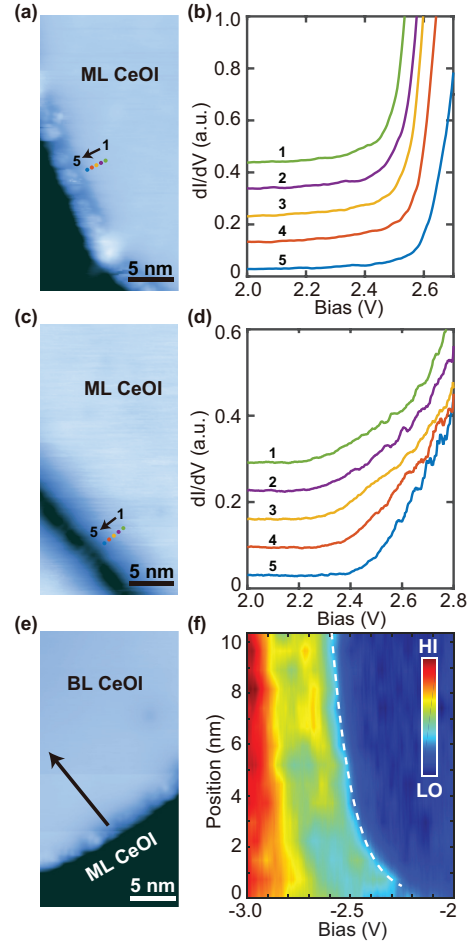 (a)
ML CeOI
5
1
5 nm
(b)
dI/dV (a.u.)
1
0.8
0.6
0.4
0.2
0
1
2
3
4
5
2.0 2.2 2.4 2.6
Bias (V)
(c)
ML CeOI
5
1
5 nm
(d)
dI/dV (a.u.)
0.6
0.4
0.2
0
1
2
3
4
5
2.0 2.2 2.4 2.6 2.8
Bias (V)
(e)
BL CeOI
ML CeOI
5 nm
(f)
Position (nm)
10
8
6
4
2
0
HI
LO
-3.0 -2.5 -2
Bias (V)